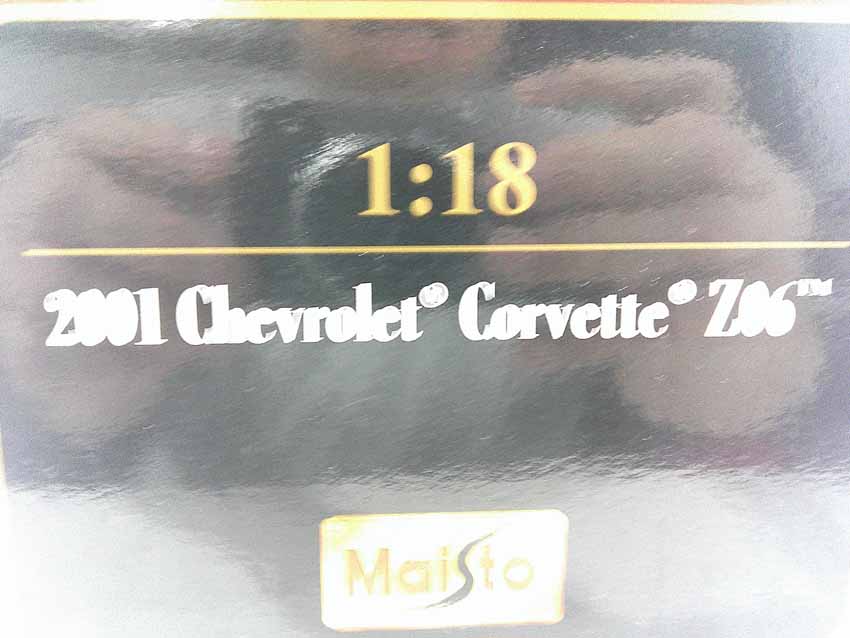 1:18
2001 Chevrolet® Corvette® Z06™
Maisto